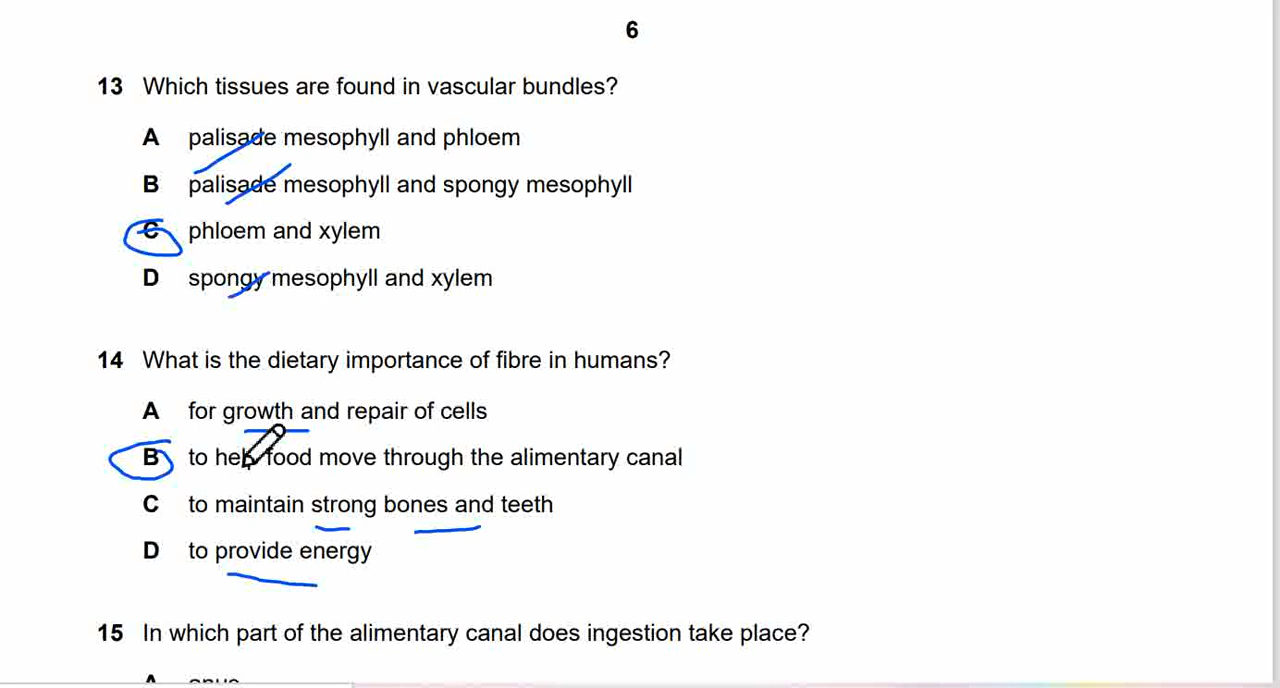 6
13 Which tissues are found in vascular bundles?
A palisade mesophyll and phloem
B palisade mesophyll and spongy mesophyll
C phloem and xylem
D spongy mesophyll and xylem
14 What is the dietary importance of fibre in humans?
A for growth and repair of cells
B to help food move through the alimentary canal
C to maintain strong bones and teeth
D to provide energy
15 In which part of the alimentary canal does ingestion take place?
A anus